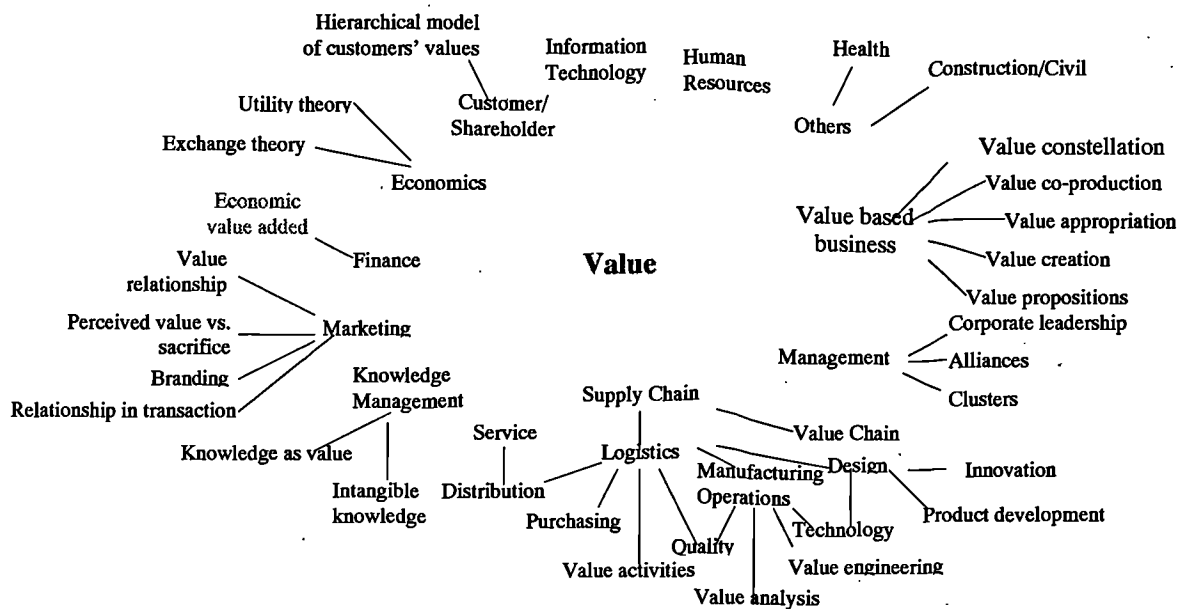 Hierarchical model
of customers' values
Information
Technology
Human
Resources
Health
Construction/Civil
Utility theory
Customer/
Shareholder
Others
Exchange theory
Economics
Value constellation
Value co-production
Value based
business
Value appropriation
Value creation
Value propositions
Economic
value added
Finance
Value
Value
relationship
Perceived value vs.
sacrifice
Marketing
Branding
Relationship in transaction
Corporate leadership
Management
Alliances
Clusters
Knowledge
Management
Knowledge as value
Intangible
knowledge
Supply Chain
Value Chain
Service
Logistics
Distribution
Purchasing
Manufacturing
Operations
Design
Innovation
Product development
Technology
Quality
Value activities
Value engineering
Value analysis